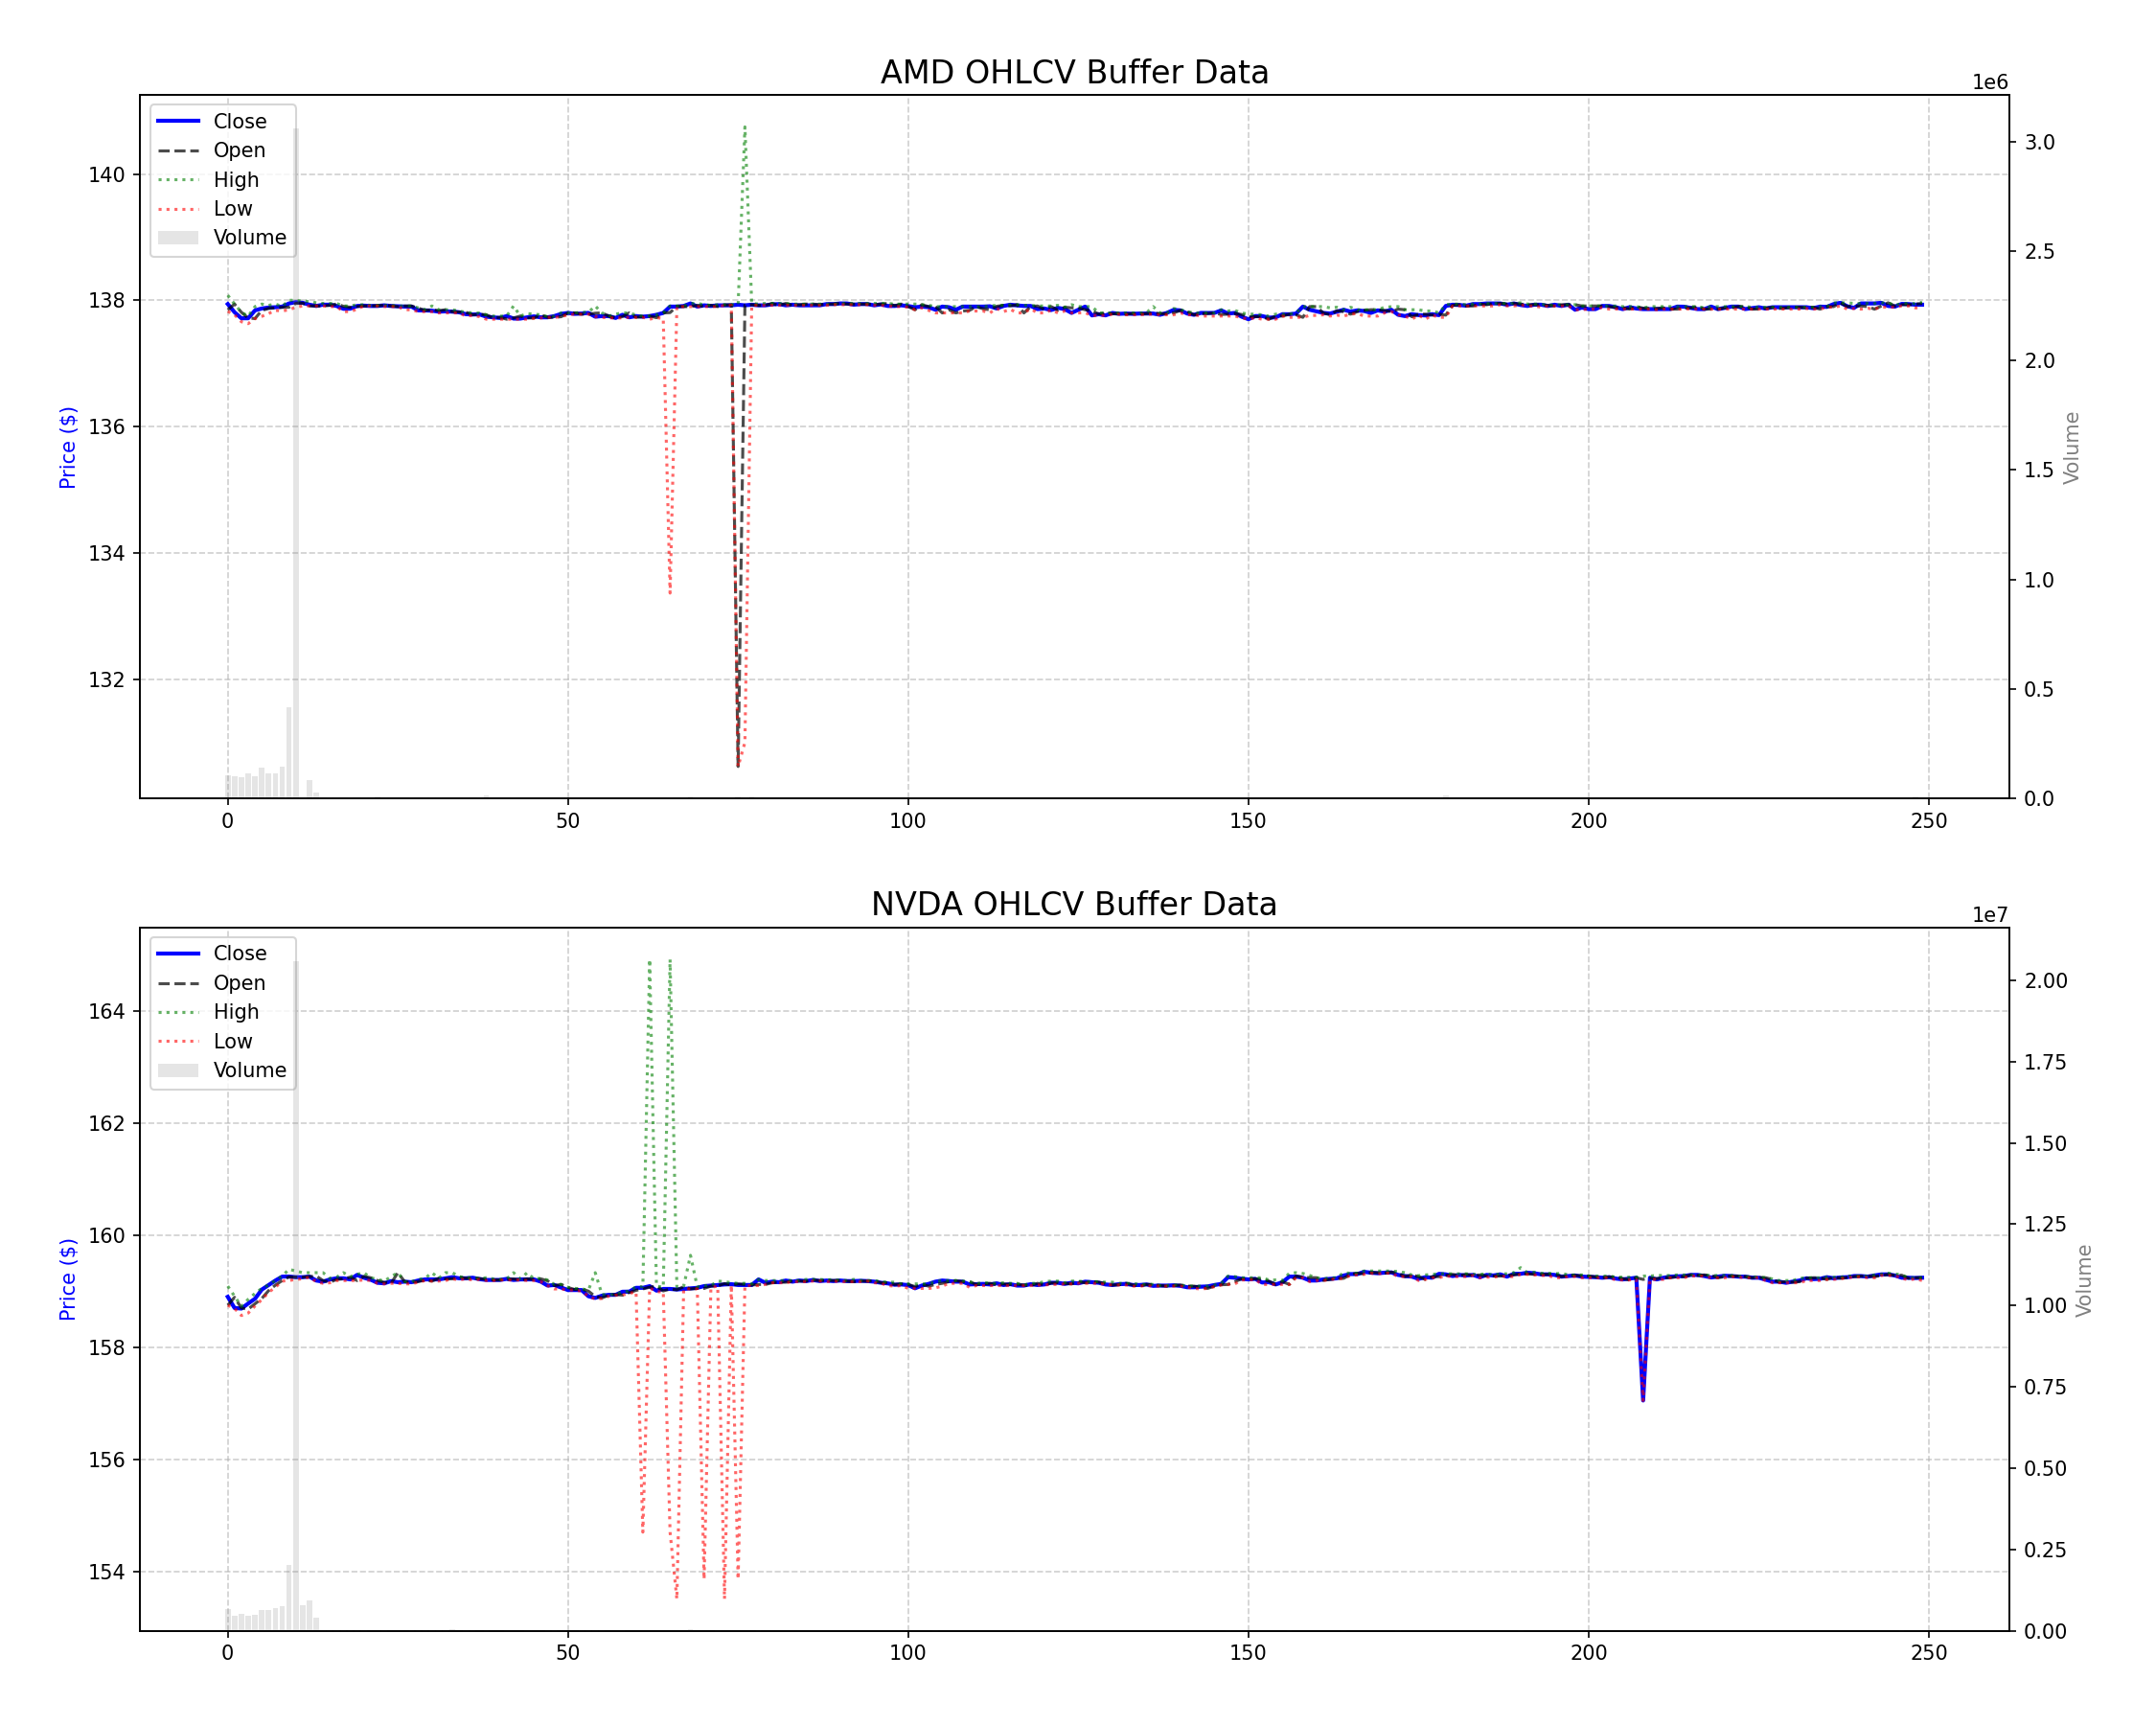 AMD OHLCV Buffer Data
1e6
Close
Open
High
Low
Volume
140
138
136
134
132
Price ($)
3.0
2.5
2.0
1.5
1.0
0.5
0.0
Volume
0 50 100 150 200 250
NVDA OHLCV Buffer Data
1e7
Close
Open
High
Low
Volume
164
162
160
158
156
154
Price ($)
2.00
1.75
1.50
1.25
1.00
0.75
0.50
0.25
0.00
Volume
0 50 100 150 200 250